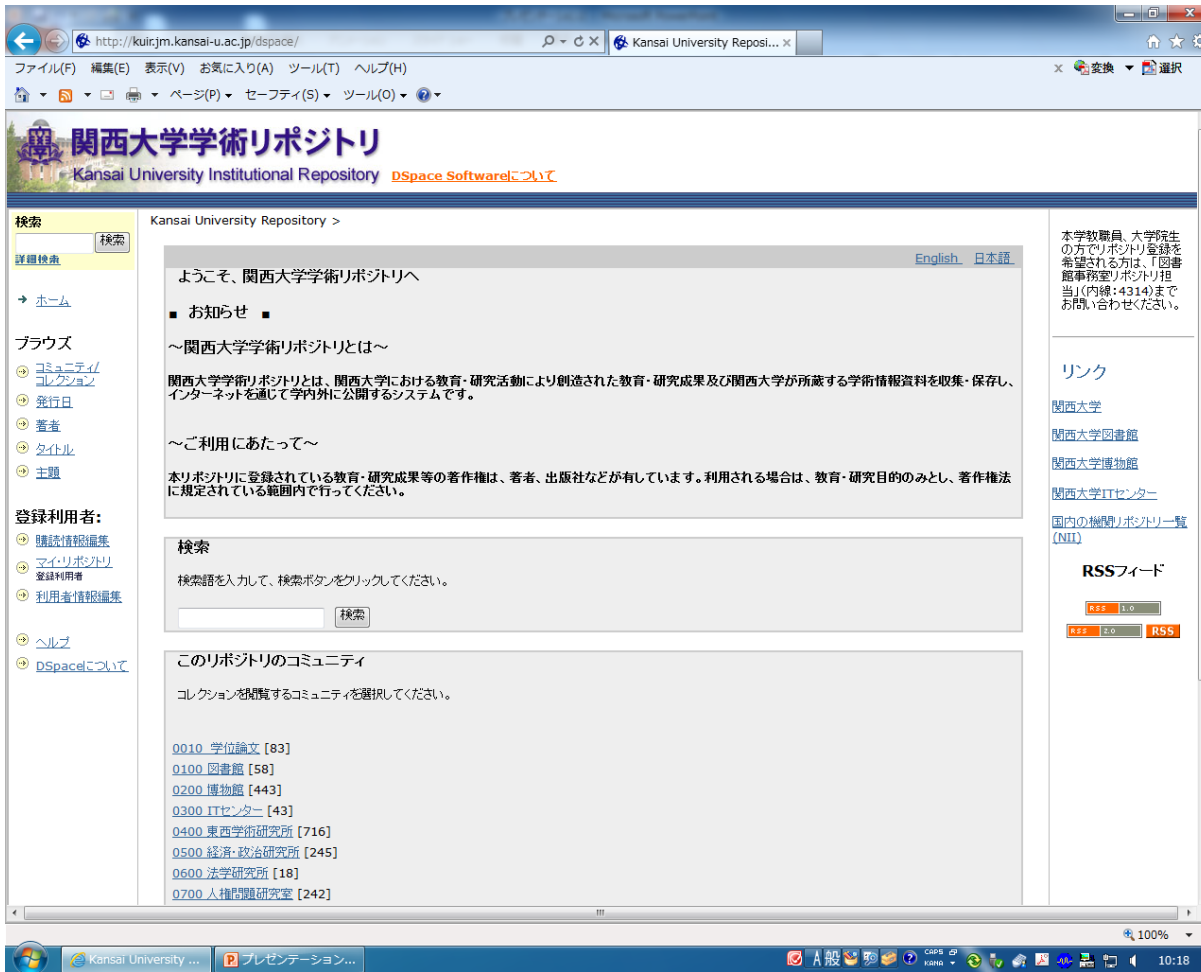 http://kuir.jm.kansai-u.ac.jp/dspace/
Kansai University Reposi...
ファイル(F) 編集(E) 表示(V) お気に入り(A) ツール(T) ヘルプ(H)
変換 選択
ページ(P) セーフティ(S) ツール(O)
関西大学学術リポジトリ
Kansai University Institutional Repository DSpace Softwareについて
検索
検索
詳細検索
ホーム
ブラウズ
コミュニティ/
コレクション
発行日
著者
タイトル
主題
登録利用者:
購読情報編集
マイ・リポジトリ
登録利用者
利用者情報編集
ヘルプ
DSpaceについて
Kansai University Repository >
English 日本語
ようこそ、関西大学学術リポジトリへ
■ お知らせ ■
~関西大学学術リポジトリとは~
関西大学学術リポジトリとは、関西大学における教育・研究活動により創造された教育・研究成果及び関西大学が所蔵する学術情報資料を収集・保存し、
インターネットを通じて学内外に公開するシステムです。
~ご利用にあたって~
本リポジトリに登録されている教育・研究成果等の著作権は、著者、出版社などが有しています。利用される場合は、教育・研究目的のみとし、著作権法
に規定されている範囲内で行ってください。
検索
検索語を入力して、検索ボタンをクリックしてください。
検索
このリポジトリのコミュニティ
コレクションを閲覧するコミュニティを選択してください。
0010 学位論文 [83]
0100 図書館 [58]
0200 博物館 [443]
0300 ITセンター [43]
0400 東西学術研究所 [716]
0500 経済・政治研究所 [245]
0600 法学研究所 [18]
0700 人権問題研究室 [242]
本学教職員、大学院生
の方でリポジトリ登録を
希望される方は、「図書
館事務室リポジトリ担
当」(内線:4314)まで
お問い合わせください。
リンク
関西大学
関西大学図書館
関西大学博物館
関西大学ITセンター
国内の機関リポジトリ一覧
(NII)
RSSフィード
RSS 1.0
RSS 2.0 RSS
100%
Kansai University ... プレゼンテーション... A 般 CAPS KANA 10:18